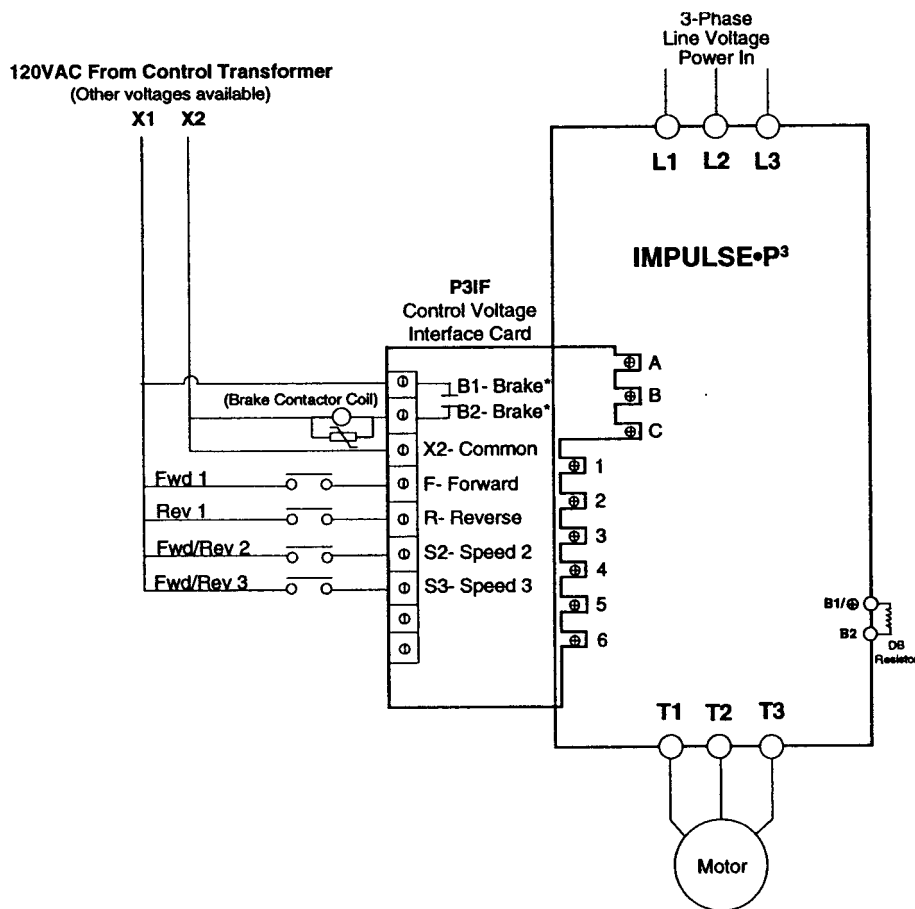 3-Phase
Line Voltage
Power In
120VAC From Control Transformer
(Other voltages available)
X1 X2
L1 L2 L3
IMPULSE•P³
P3IF
Control Voltage
Interface Card
A
B
C
(Brake Contactor Coil)
B1- Brake*
B2- Brake*
X2- Common
Fwd 1
F- Forward
Rev 1
R- Reverse
Fwd/Rev 2
S2- Speed 2
Fwd/Rev 3
S3- Speed 3
1
2
3
4
5
6
B1/⊕
B2
DB
Resistor
T1 T2 T3
Motor